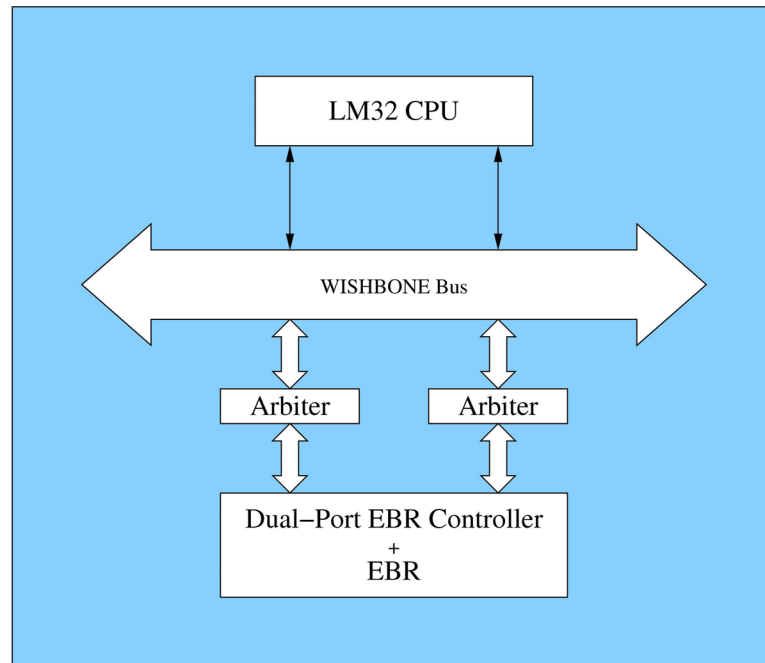 LM32 CPU
WISHBONE Bus
Arbiter
Arbiter
Dual−Port EBR Controller
+
EBR